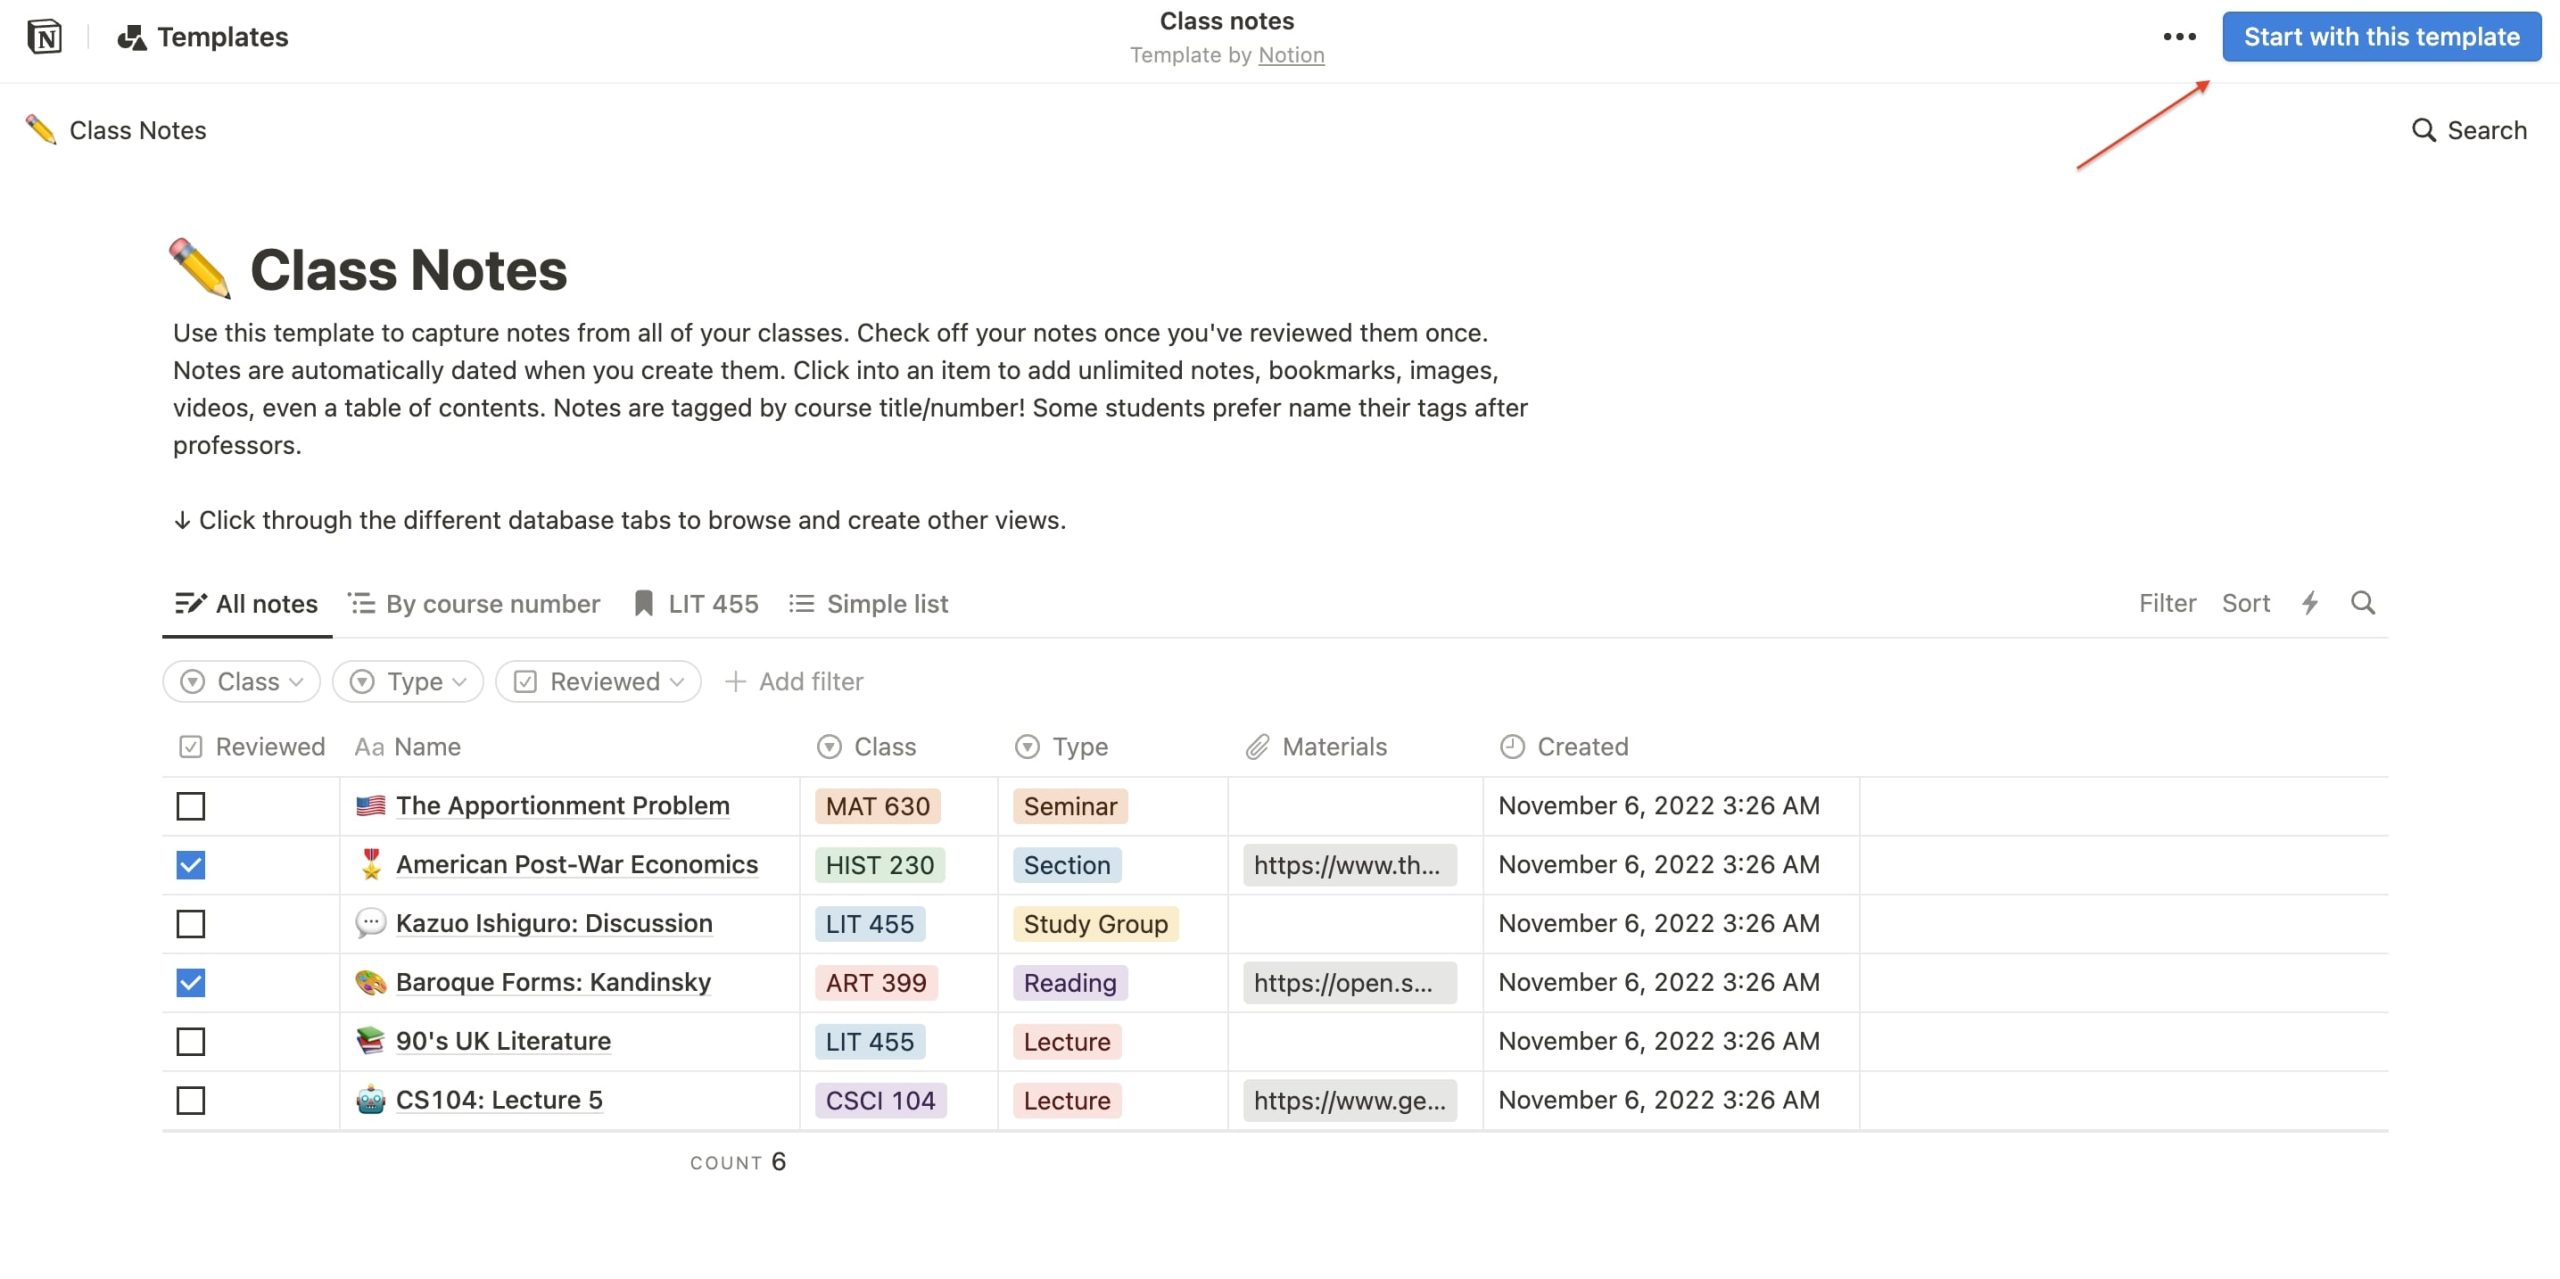 Templates
Class notes
Template by Notion
Start with this template
Class Notes
Search
Class Notes
Use this template to capture notes from all of your classes. Check off your notes once you've reviewed them once.
Notes are automatically dated when you create them. Click into an item to add unlimited notes, bookmarks, images,
videos, even a table of contents. Notes are tagged by course title/number! Some students prefer name their tags after
professors.
↓ Click through the different database tabs to browse and create other views.
All notes By course number LIT 455 Simple list Filter Sort
Class Type Reviewed + Add filter
Reviewed Aa Name Class Type Materials Created
The Apportionment Problem MAT 630 Seminar November 6, 2022 3:26 AM
American Post-War Economics HIST 230 Section https://www.th... November 6, 2022 3:26 AM
Kazuo Ishiguro: Discussion LIT 455 Study Group November 6, 2022 3:26 AM
Baroque Forms: Kandinsky ART 399 Reading https://open.s... November 6, 2022 3:26 AM
90's UK Literature LIT 455 Lecture November 6, 2022 3:26 AM
CS104: Lecture 5 CSCI 104 Lecture https://www.ge... November 6, 2022 3:26 AM
COUNT 6